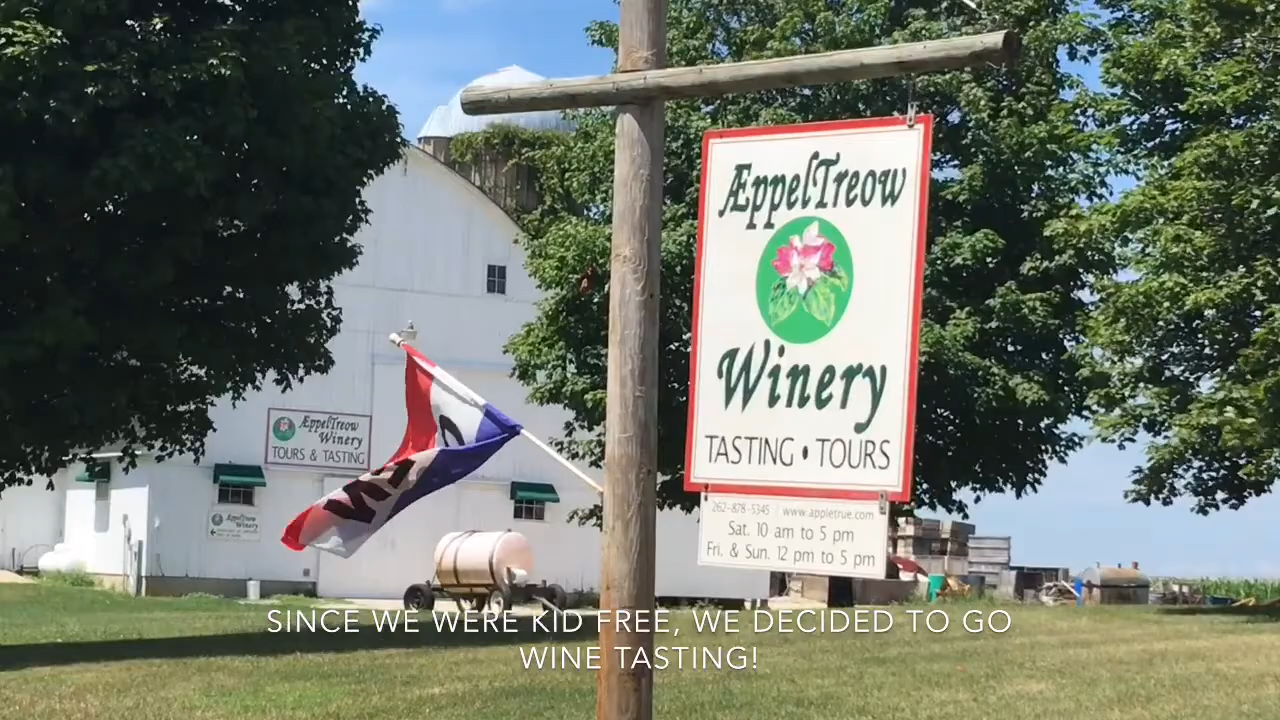 ÆppelTreow
Winery
TASTING • TOURS
262-878-5345 | www.appletrue.com
Sat. 10 am to 5 pm
Fri. & Sun. 12 pm to 5 pm
ÆppelTreow
Winery
TOURS & TASTING
ÆppelTreow
Winery
SINCE WE WERE KID FREE, WE DECIDED TO GO
WINE TASTING!